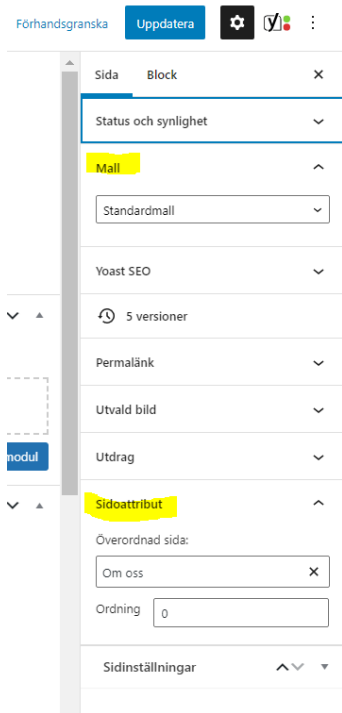 Förhandsgranska Uppdatera
Sida Block
Status och synlighet
Mall
Standardmall
Yoast SEO
5 versioner
Permalänk
Utvald bild
modul
Utdrag
Sidoattribut
Överordnad sida:
Om oss
Ordning 0
Sidinställningar